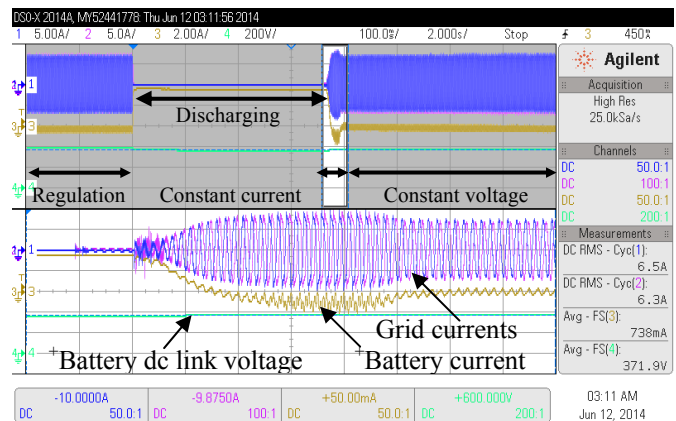 DSO-X 2014A, MY52441778: Thu Jun 12 03:11:56 2014
1 5.00A/ 2 5.0A/ 3 2.00A/ 4 200V/ 100.0s/ 2.000s/ Stop 3 450%
Agilent
Acquisition
High Res
25.0kSa/s
Channels
DC 50.0:1
DC 100:1
DC 50.0:1
DC 200:1
Measurements
DC RMS - Cyc(1):
6.5A
DC RMS - Cyc(2):
6.3A
Avg - FS(3):
738mA
Avg - FS(4):
371.9V
Discharging
Regulation
Constant current
Constant voltage
Grid currents
Battery dc link voltage
Battery current
-10.0000A -9.8750A +50.00mA +600.000V
DC 50.0:1 DC 100:1 DC 50.0:1 DC 200:1
03:11 AM
Jun 12, 2014